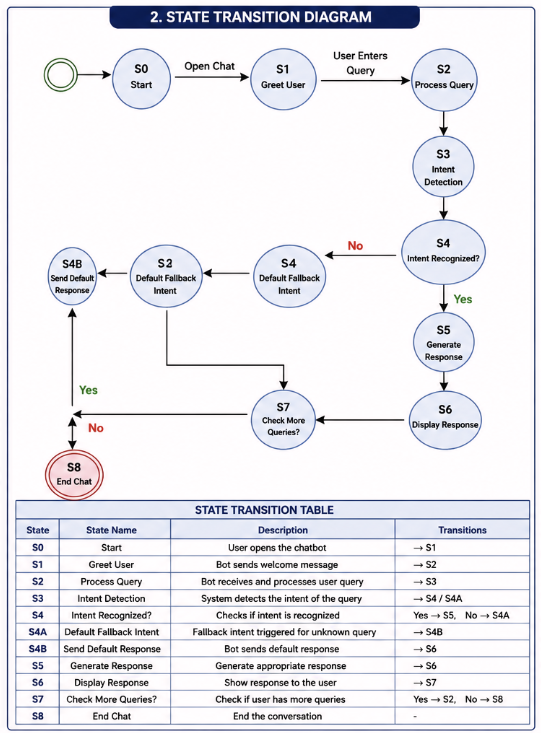 2. STATE TRANSITION DIAGRAM
S0
Start
Open Chat
S1
Greet User
User Enters
Query
S2
Process Query
S3
Intent
Detection
S4
Intent Recognized?
No
S4
Default Fallback
Intent
S2
Default Fallback
Intent
S4B
Send Default
Response
Yes
S5
Generate
Response
S6
Display Response
S7
Check More
Queries?
Yes
No
S8
End Chat
STATE TRANSITION TABLE
State State Name Description Transitions
S0 Start User opens the chatbot → S1
S1 Greet User Bot sends welcome message → S2
S2 Process Query Bot receives and processes user query → S3
S3 Intent Detection System detects the intent of the query → S4 / S4A
S4 Intent Recognized? Checks if intent is recognized Yes → S5, No → S4A
S4A Default Fallback Intent Fallback intent triggered for unknown query → S4B
S4B Send Default Response Bot sends default response → S6
S5 Generate Response Generate appropriate response → S6
S6 Display Response Show response to the user → S7
S7 Check More Queries? Check if user has more queries Yes → S2, No → S8
S8 End Chat End the conversation -